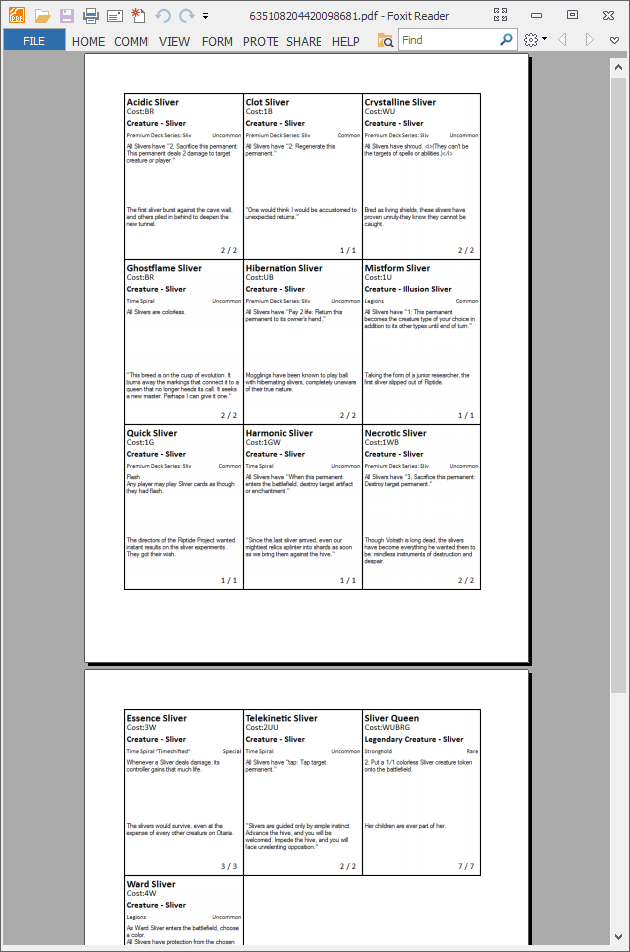 635108204420098681.pdf - Foxit Reader
FILE HOME COMM VIEW FORM PROTE SHARE HELP Find
Acidic Sliver
Cost:BR
Creature - Sliver
Premium Deck Series: Sliv Uncommon
All Slivers have "2, Sacrifice this permanent:
This permanent deals 2 damage to target
creature or player."
The first sliver burst against the cave wall,
and others piled in behind to deepen the
new tunnel.
2 / 2
Clot Sliver
Cost:1B
Creature - Sliver
Premium Deck Series: Sliv Common
All Slivers have "2: Regenerate this
permanent."
"One would think I would be accustomed to
unexpected returns."
1 / 1
Crystalline Sliver
Cost:WU
Creature - Sliver
Premium Deck Series: Sliv Uncommon
All Slivers have shroud. <i>(They can't be
the targets of spells or abilities.)</i>
Bred as living shields, these slivers have
proven unruly-they know they cannot be
caught.
2 / 2
Ghostflame Sliver
Cost:BR
Creature - Sliver
Time Spiral Uncommon
All Slivers are colorless.
"This breed is on the cusp of evolution. It
burns away the markings that connect it to a
queen that no longer heeds its call. It seeks
a new master. Perhaps I can give it one."
2 / 2
Hibernation Sliver
Cost:UB
Creature - Sliver
Premium Deck Series: Sliv Uncommon
All Slivers have "Pay 2 life: Return this
permanent to its owner's hand."
Mogglings have been known to play ball
with hibernating slivers, completely unaware
of their true nature.
2 / 2
Mistform Sliver
Cost:1U
Creature - Illusion Sliver
Legions Common
All Slivers have "1: This permanent
becomes the creature type of your choice in
addition to its other types until end of turn."
Taking the form of a junior researcher, the
first sliver slipped out of Riptide.
1 / 1
Quick Sliver
Cost:1G
Creature - Sliver
Premium Deck Series: Sliv Common
Flash
Any player may play Sliver cards as though
they had flash.
The directors of the Riptide Project wanted
instant results on the sliver experiments.
They got their wish.
1 / 1
Harmonic Sliver
Cost:1GW
Creature - Sliver
Time Spiral Uncommon
All Slivers have "When this permanent
enters the battlefield, destroy target artifact
or enchantment."
"Since the last sliver arrived, even our
mightiest relics splinter into shards as soon
as we bring them against the hive."
1 / 1
Necrotic Sliver
Cost:1WB
Creature - Sliver
Premium Deck Series: Sliv Uncommon
All Slivers have "3, Sacrifice this permanent:
Destroy target permanent."
Though Volrath is long dead, the slivers
have become everything he wanted them to
be: mindless instruments of destruction and
despair.
2 / 2
Essence Sliver
Cost:3W
Creature - Sliver
Time Spiral "Timeshifted" Special
Whenever a Sliver deals damage, its
controller gains that much life.
The slivers would survive, even at the
expense of every other creature on Otaria.
3 / 3
Telekinetic Sliver
Cost:2UU
Creature - Sliver
Time Spiral Uncommon
All Slivers have "tap: Tap target
permanent."
"Slivers are guided only by simple instinct.
Advance the hive, and you will be
welcomed. Impede the hive, and you will
face unrelenting opposition."
2 / 2
Sliver Queen
Cost:WUBRG
Legendary Creature - Sliver
Stronghold Rare
2: Put a 1/1 colorless Sliver creature token
onto the battlefield.
Her children are ever part of her.
7 / 7
Ward Sliver
Cost:4W
Creature - Sliver
Legions Uncommon
As Ward Sliver enters the battlefield, choose
a color.
All Slivers have protection from the chosen